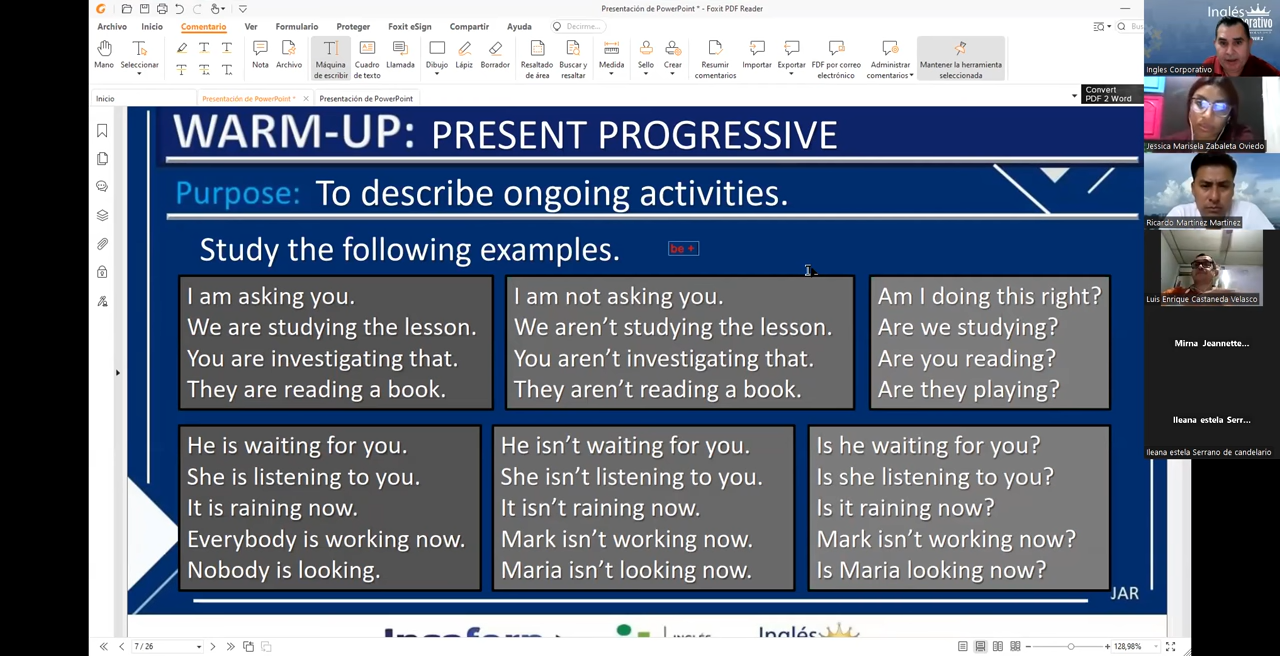 Presentación de PowerPoint * - Foxit PDF Reader
Archivo Inicio Comentario Ver Formulario Proteger Foxit eSign Compartir Ayuda Decirme...
Mano Seleccionar Nota Archivo Máquina de escribir Cuadro de texto Llamada Dibujo Lápiz Borrador Resaltado de área Buscar y resaltar Medida Sello Crear Resumir comentarios Importar Exportar FDF por correo electrónico Administrar comentarios Mantener la herramienta seleccionada
Inicio Presentación de PowerPoint * Presentación de PowerPoint
Convert
PDF 2 Word
WARM-UP: PRESENT PROGRESSIVE
Purpose: To describe ongoing activities.
Study the following examples.
be +
I am asking you.
We are studying the lesson.
You are investigating that.
They are reading a book.
I am not asking you.
We aren't studying the lesson.
You aren't investigating that.
They aren't reading a book.
Am I doing this right?
Are we studying?
Are you reading?
Are they playing?
He is waiting for you.
She is listening to you.
It is raining now.
Everybody is working now.
Nobody is looking.
He isn't waiting for you.
She isn't listening to you.
It isn't raining now.
Mark isn't working now.
Maria isn't looking now.
Is he waiting for you?
Is she listening to you?
Is it raining now?
Mark isn't working now?
Is Maria looking now?
JAR
7 / 26
128,98%
Inglés
Ingles Corporativo
Jessica Marisela Zabaleta Oviedo
Ricardo Martinez Martinez
Luis Enrique Castaneda Velasco
Mirna Jeannette...
Ileana estela Serr...
Ileana estela Serrano de candelario